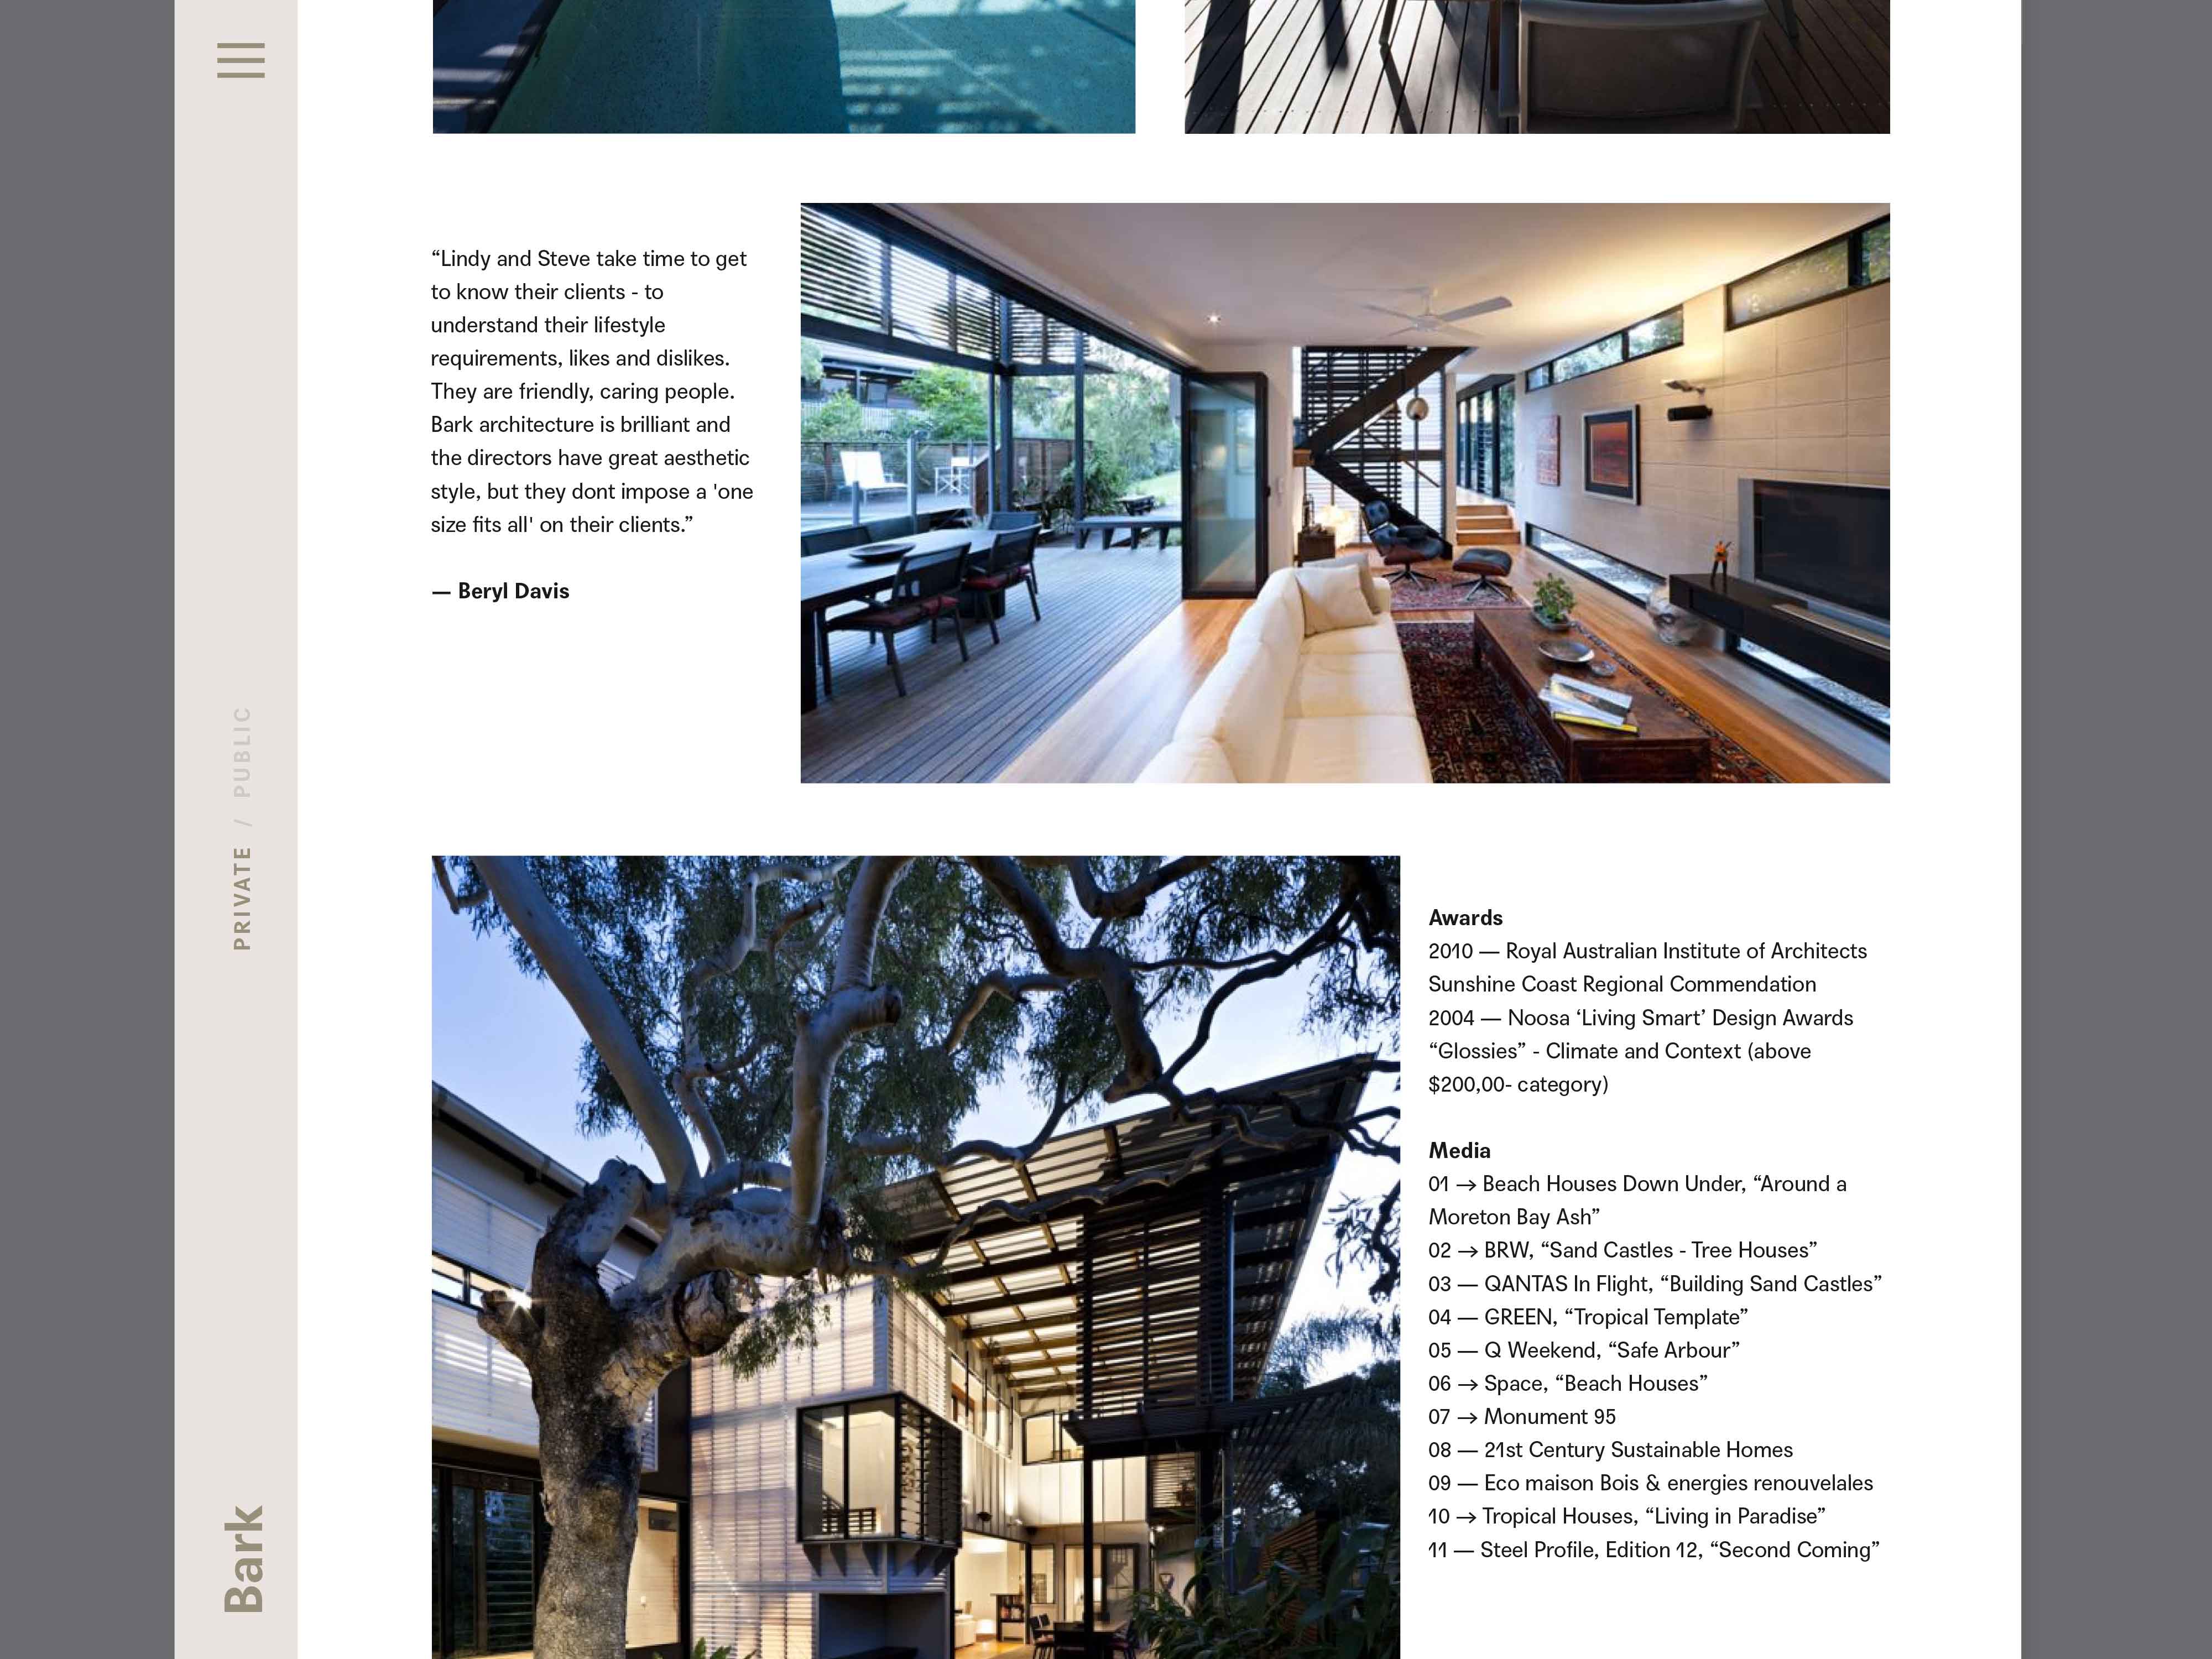 “Lindy and Steve take time to get
to know their clients - to
understand their lifestyle
requirements, likes and dislikes.
They are friendly, caring people.
Bark architecture is brilliant and
the directors have great aesthetic
style, but they dont impose a 'one
size fits all' on their clients.”
— Beryl Davis
PRIVATE / PUBLIC
Bark
Awards
2010 — Royal Australian Institute of Architects
Sunshine Coast Regional Commendation
2004 — Noosa ‘Living Smart’ Design Awards
“Glossies” - Climate and Context (above
$200,00- category)
Media
01 → Beach Houses Down Under, “Around a
Moreton Bay Ash”
02 → BRW, “Sand Castles - Tree Houses”
03 — QANTAS In Flight, “Building Sand Castles”
04 — GREEN, “Tropical Template”
05 — Q Weekend, “Safe Arbour”
06 → Space, “Beach Houses”
07 → Monument 95
08 — 21st Century Sustainable Homes
09 — Eco maison Bois & energies renouvelales
10 → Tropical Houses, “Living in Paradise”
11 — Steel Profile, Edition 12, “Second Coming”